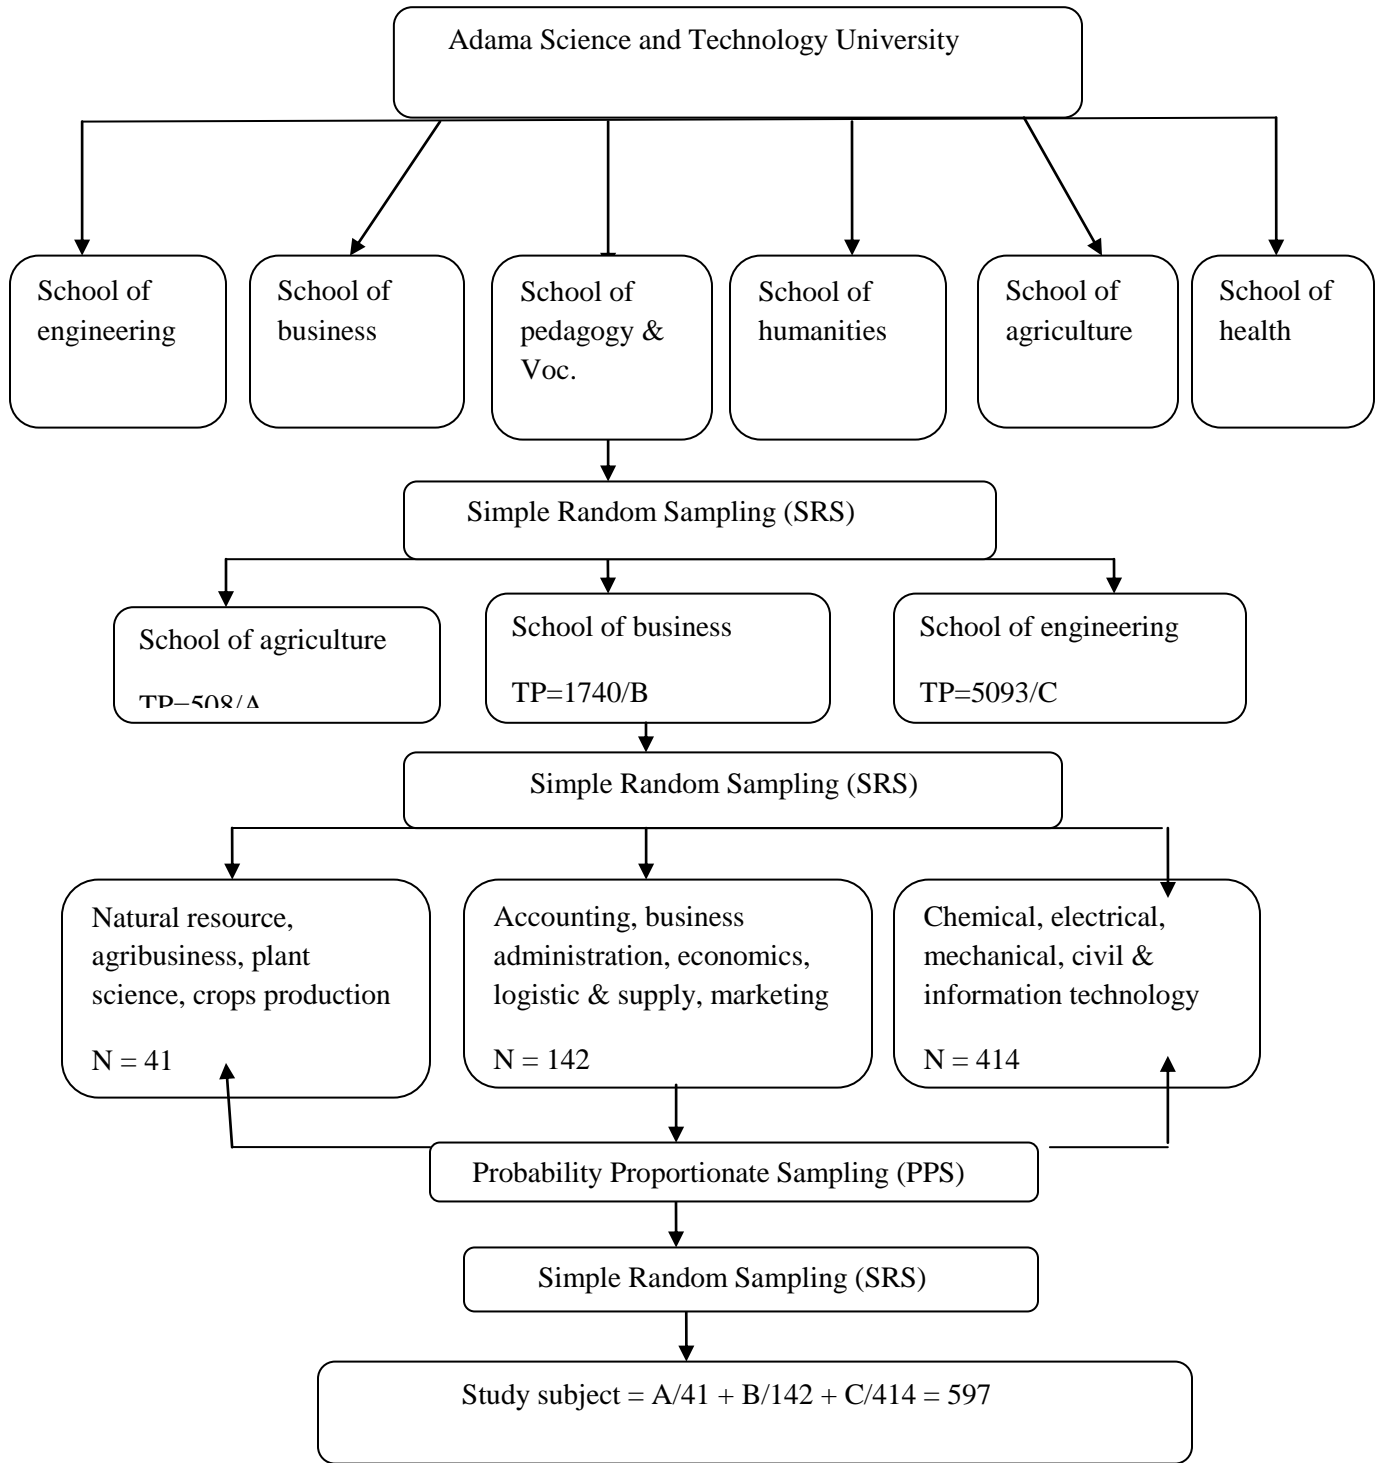 Adama Science and Technology University
School of
engineering
School of
business
School of
pedagogy &
Voc.
School of
humanities
School of
agriculture
School of
health
Simple Random Sampling (SRS)
School of agriculture
TP=508/A
School of business
TP=1740/B
School of engineering
TP=5093/C
Simple Random Sampling (SRS)
Natural resource,
agribusiness, plant
science, crops production
N = 41
Accounting, business
administration, economics,
logistic & supply, marketing
N = 142
Chemical, electrical,
mechanical, civil &
information technology
N = 414
Probability Proportionate Sampling (PPS)
Simple Random Sampling (SRS)
Study subject = A/41 + B/142 + C/414 = 597